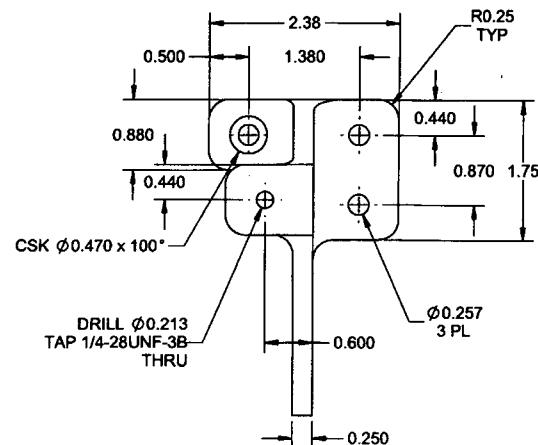 2.38
R0.25
TYP
0.500
1.380
0.880
0.440
0.440
0.870
1.75
CSK Ø0.470 x 100°
DRILL Ø0.213
TAP 1/4-28UNF-3B
THRU
Ø0.257
3 PL
0.600
0.250